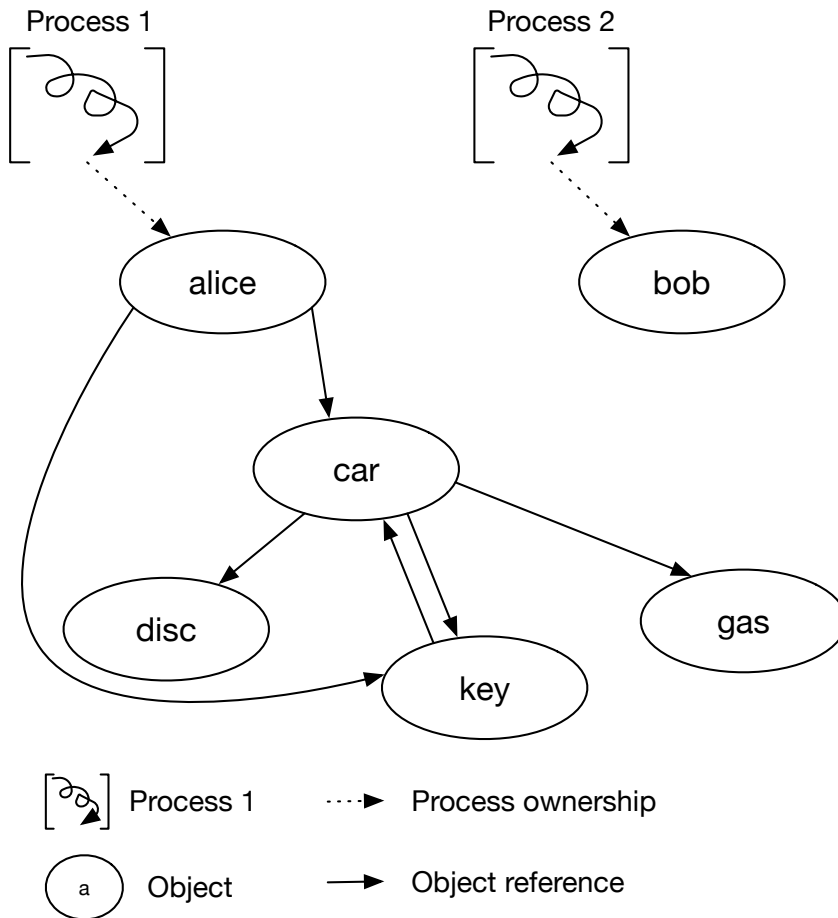 Process 1
Process 2
alice
bob
car
disc
gas
key
Process 1
Process ownership
a
Object
Object reference